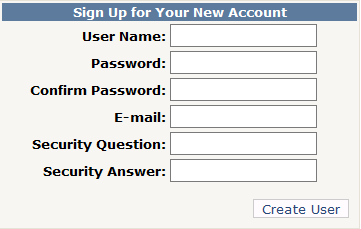 Sign Up for Your New Account
User Name:
Password:
Confirm Password:
E-mail:
Security Question:
Security Answer:
Create User